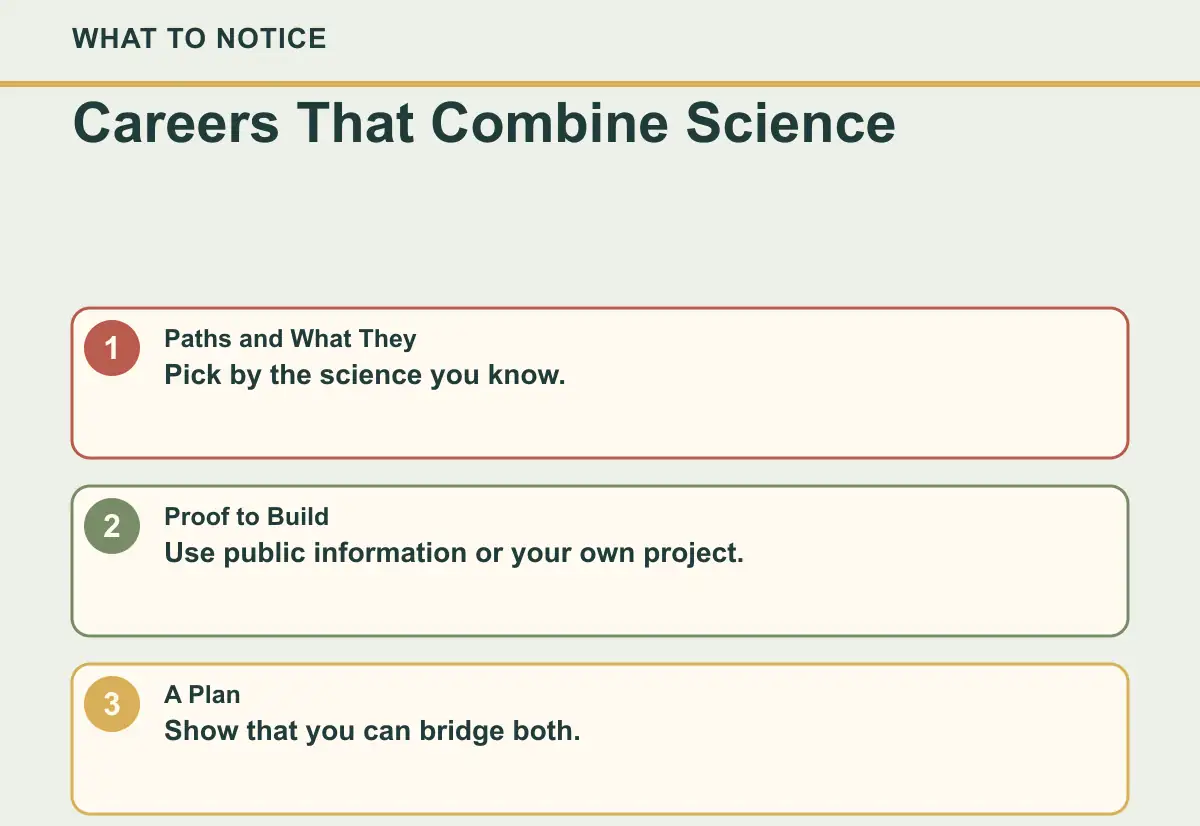 WHAT TO NOTICE
Careers That Combine Science
1
Paths and What They
Pick by the science you know.
2
Proof to Build
Use public information or your own project.
3
A Plan
Show that you can bridge both.